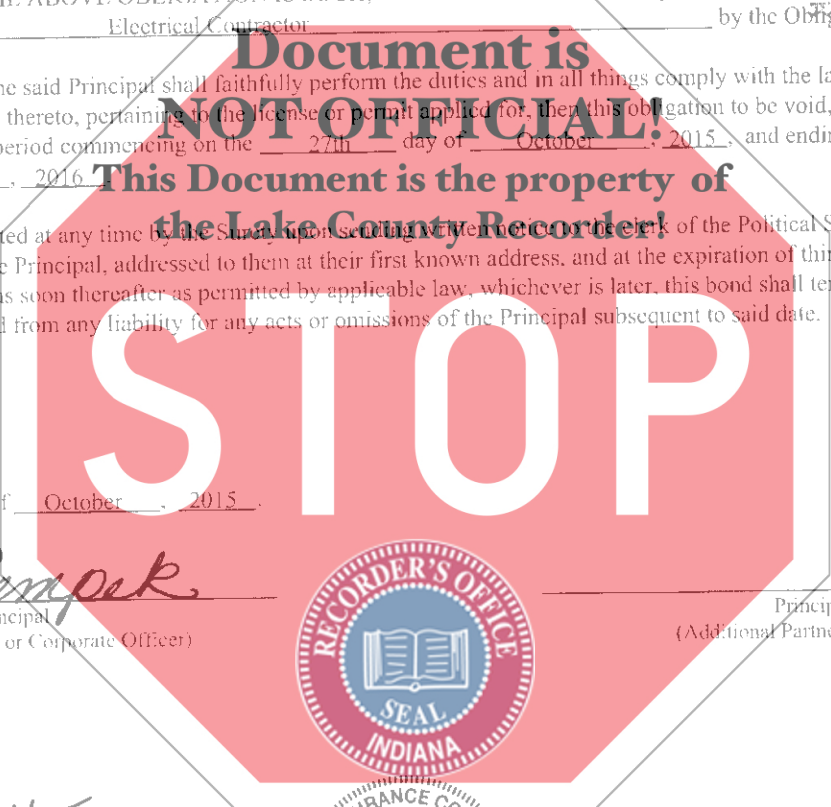 Electrical Contractor
by the
Document is
he said Principal shall faithfully perform the duties and in all things comply with the la
NOT OFFICIAL!
thereto, pertaining to the license or permit applied for, then this obligation to be void,
period commencing on the 27th day of October, 2015, and endin
, 2016
This Document is the property of
the Lake County Recorder!
ted at any time by the Surety upon sending written notice to the clerk of the Political S
e Principal, addressed to them at their first known address, and at the expiration of thir
as soon thereafter as permitted by applicable law, whichever is later, this bond shall ter
d from any liability for any acts or omissions of the Principal subsequent to said date.
STOP
f October, 2015.
ncipal
Princip
or Corporate Officer)
(Additional Partne
RECORDER'S OFFICE
SEAL
INDIANA
URANCE CO